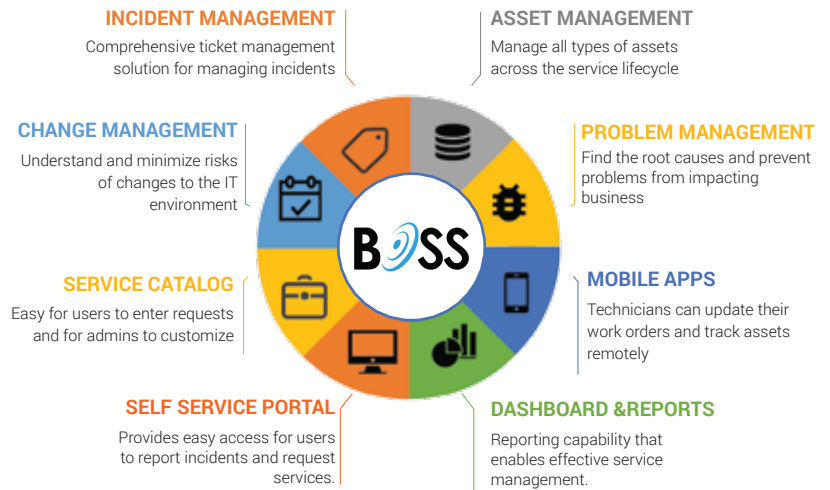 INCIDENT MANAGEMENT
Comprehensive ticket management
solution for managing incidents
ASSET MANAGEMENT
Manage all types of assets
across the service lifecycle
CHANGE MANAGEMENT
Understand and minimize risks
of changes to the IT
environment
PROBLEM MANAGEMENT
Find the root causes and prevent
problems from impacting
business
BOSS
SERVICE CATALOG
Easy for users to enter requests
and for admins to customize
MOBILE APPS
Technicians can update their
work orders and track assets
remotely
SELF SERVICE PORTAL
Provides easy access for users
to report incidents and request
services.
DASHBOARD &REPORTS
Reporting capability that
enables effective service
management.